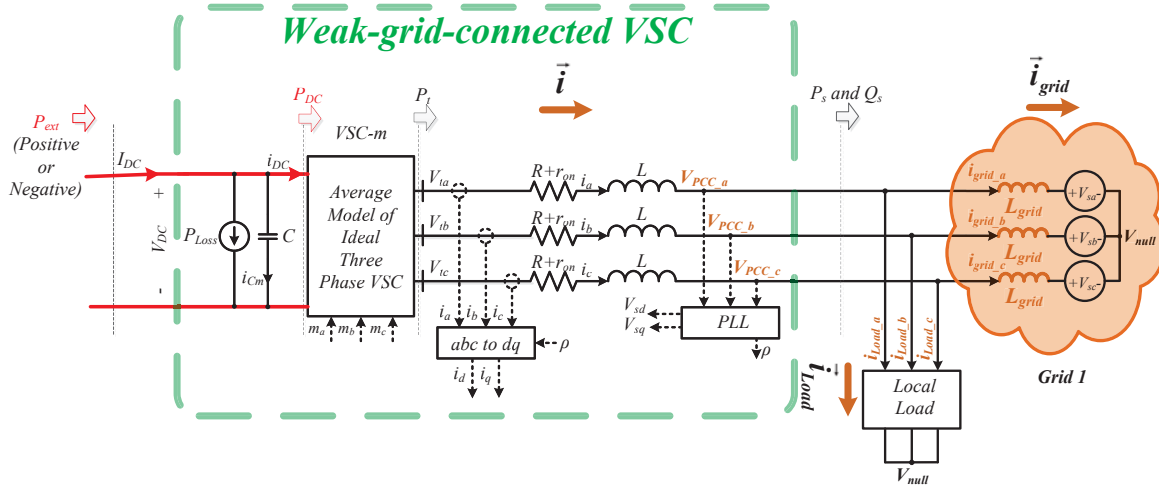 Weak-grid-connected VSC
i
i_grid
P_ext
(Positive
or
Negative)
P_DC
P_t
P_s and Q_s
VSC-m
I_DC
i_DC
+
V_DC
-
P_Loss
C
i_Cm
Average
Model of
Ideal
Three
Phase VSC
m_a
m_b
m_c
V_ta
V_tb
V_tc
R+r_on
R+r_on
R+r_on
i_a
i_b
i_c
L
L
L
V_PCC_a
V_PCC_b
V_PCC_c
i_a
i_b
i_c
abc to dq
ρ
i_d
i_q
V_sd
V_sq
PLL
ρ
i_grid_a
i_grid_b
i_grid_c
L_grid
L_grid
L_grid
+V_sa-
+V_sb-
+V_sc-
V_null
Grid 1
i_Load_a
i_Load_b
i_Load_c
i_Load
Local
Load
V_null